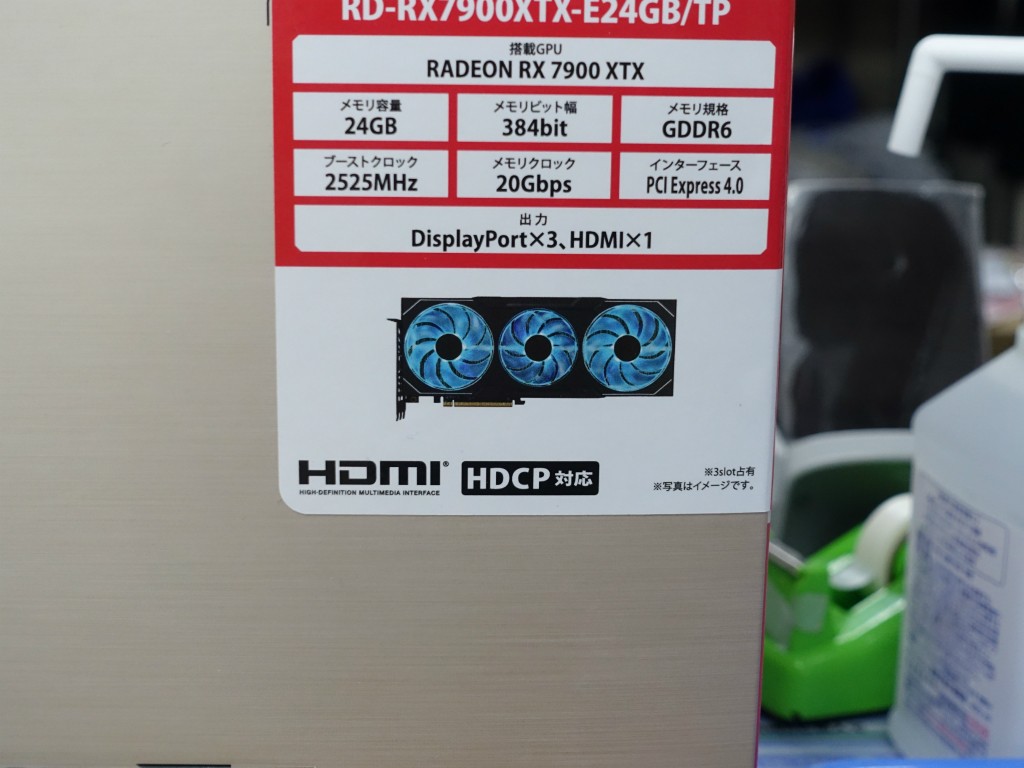 RD-RX7900XTX-E24GB/TP
搭載GPU
RADEON RX 7900 XTX
メモリ容量
24GB
メモリビット幅
384bit
メモリ規格
GDDR6
ブーストクロック
2525MHz
メモリクロック
20Gbps
インターフェース
PCI Express 4.0
出力
DisplayPort×3、HDMI×1
HDMI®
HIGH-DEFINITION MULTIMEDIA INTERFACE
HDCP 対応
※3slot占有
※写真はイメージです。